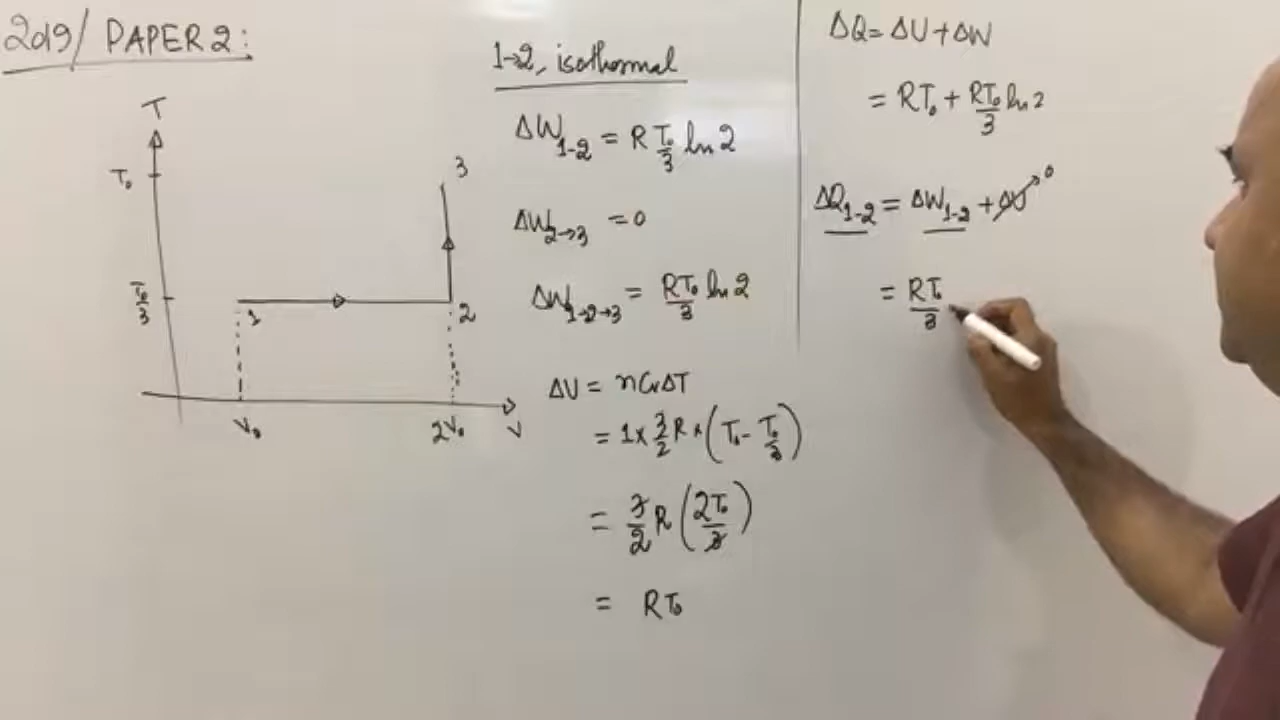 2019/ PAPER 2:
T
T₀
T₀/3
1
2
3
V₀
2V₀
V
1→2, isothermal
ΔW₁₋₂ = R T₀/3 ln 2
ΔW₂→₃ = 0
ΔW₁→₂→₃ = RT₀/3 ln 2
ΔU = nCvΔT
= 1 × 3/2 R × (T₀ - T₀/3)
= 3/2 R (2T₀/3)
= RT₀
ΔQ = ΔU + ΔW
= RT₀ + RT₀/3 ln 2
ΔQ₁₋₂ = ΔW₁₋₂ + ΔU 0
= RT₀/3